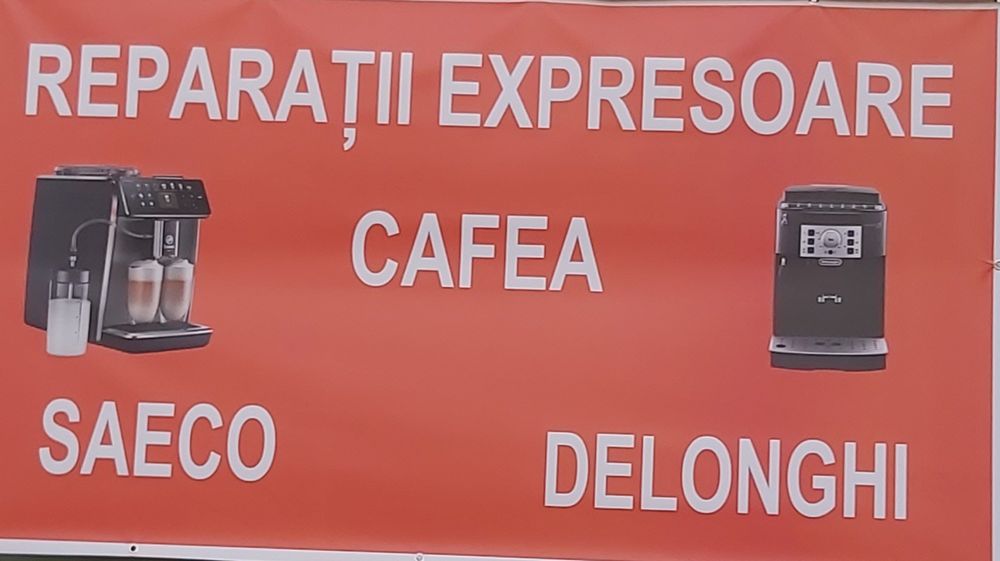 REPARAȚII EXPRESOARE
CAFEA
SAECO
DELONGHI